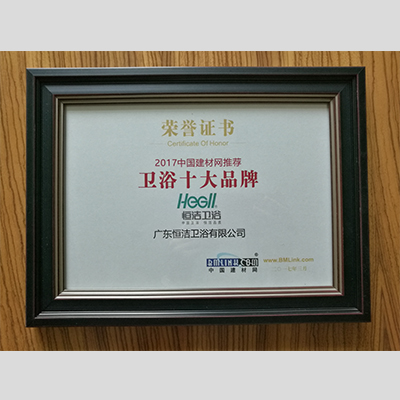 荣誉证书
Certificate Of Honor
2017中国建材网推荐
卫浴十大品牌
HeGII
恒洁卫浴
广东恒洁卫浴有限公司
BMLINK.COM
中国建材网
www.BMLink.com